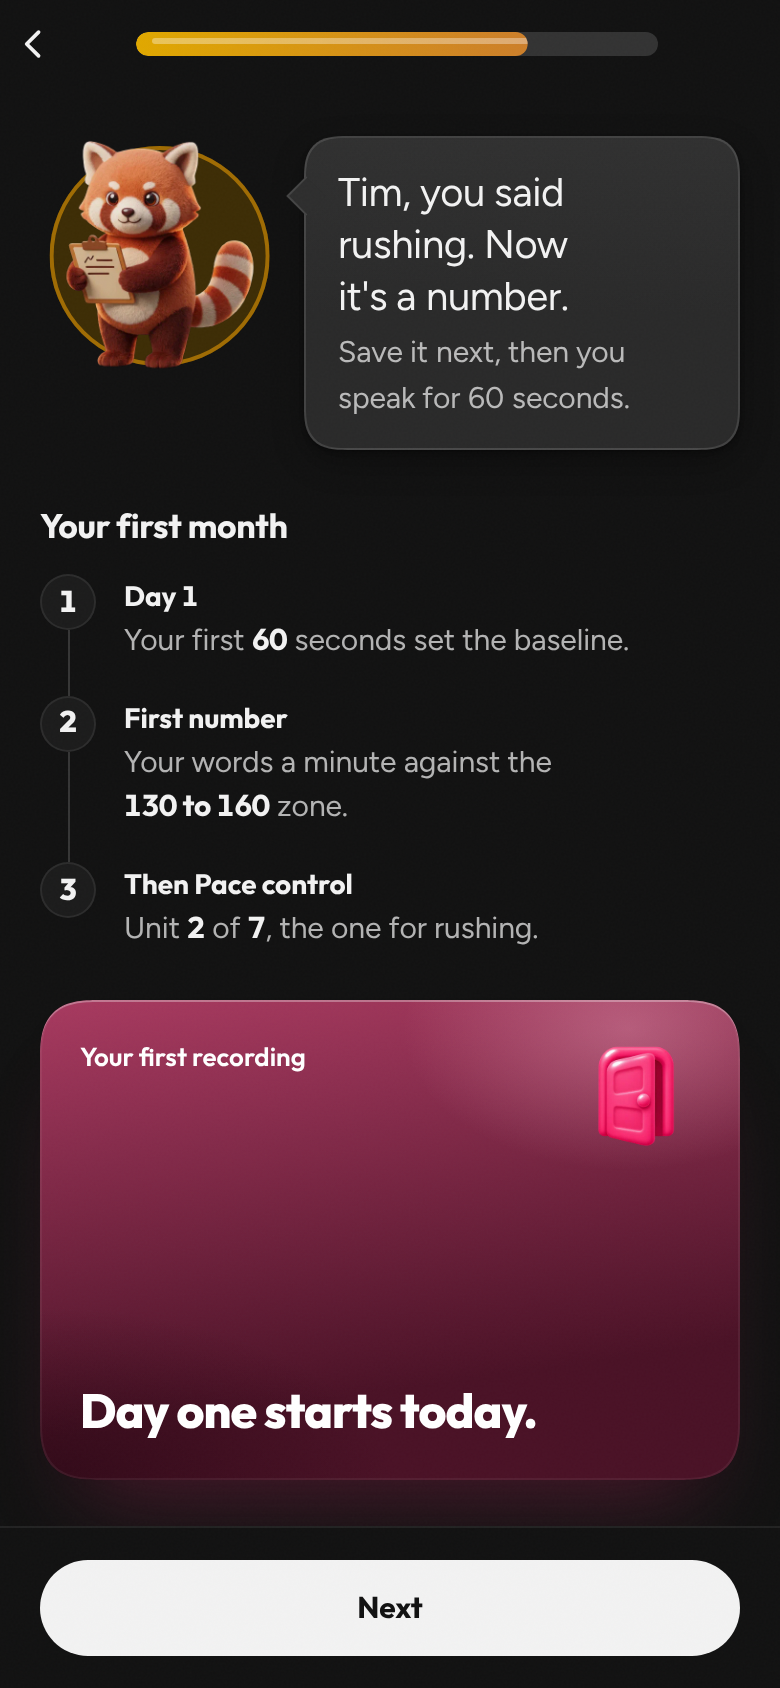 Tim, you said
rushing. Now
it's a number.
Save it next, then you
speak for 60 seconds.
Your first month
1
Day 1
Your first 60 seconds set the baseline.
2
First number
Your words a minute against the
130 to 160 zone.
3
Then Pace control
Unit 2 of 7, the one for rushing.
Your first recording
Day one starts today.
Next